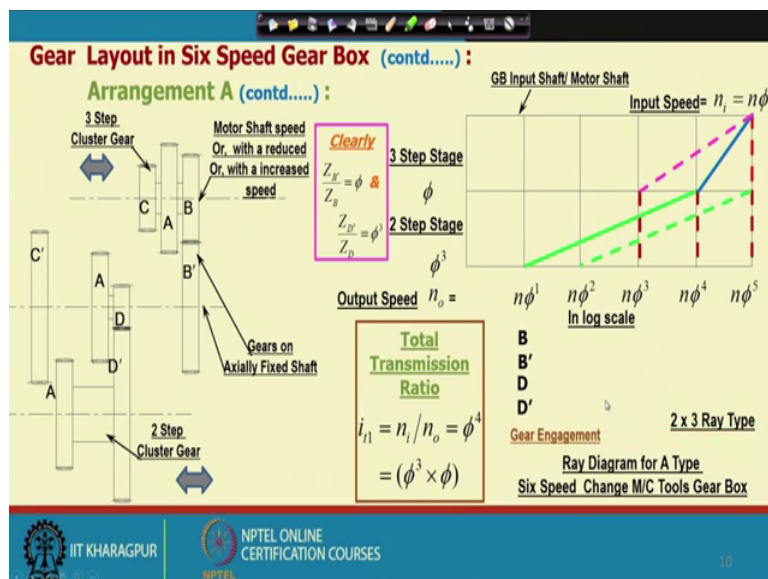 Gear Layout in Six Speed Gear Box (contd.....) :
Arrangement A (contd.....) :
3 Step
Cluster Gear
Motor Shaft speed
Or, with a reduced
Or, with a increased
speed
C
A
B
C'
A
D
B'
D'
A
Gears on
Axially Fixed Shaft
2 Step
Cluster Gear
Clearly
Z_B'/Z_B = ϕ &
Z_D'/Z_D = ϕ³
3 Step Stage
ϕ
2 Step Stage
ϕ³
GB Input Shaft/ Motor Shaft
Input Speed= n_i = nϕ
Output Speed n_o =
nϕ¹ nϕ² nϕ³ nϕ⁴ nϕ⁵
In log scale
Total
Transmission
Ratio
i_t1 = n_i/n_o = ϕ⁴
= (ϕ³ × ϕ)
B
B'
D
D'
Gear Engagement
2 x 3 Ray Type
Ray Diagram for A Type
Six Speed Change M/C Tools Gear Box
IIT KHARAGPUR
NPTEL ONLINE
CERTIFICATION COURSES
NPTEL
10